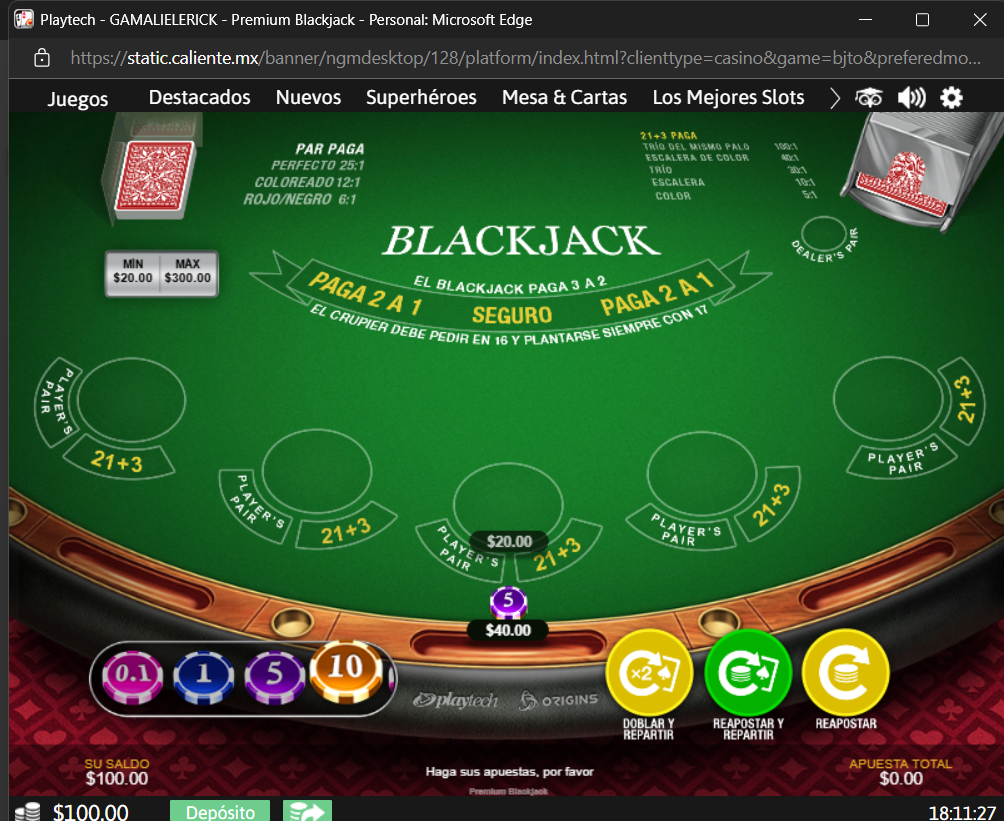 Playtech - GAMALIELERICK - Premium Blackjack - Personal: Microsoft Edge
https://static.caliente.mx/banner/ngmdesktop/128/platform/index.html?clienttype=casino&game=bjto&preferedmo...
Juegos Destacados Nuevos Superhéroes Mesa & Cartas Los Mejores Slots
PAR PAGA
PERFECTO 25:1
COLOREADO 12:1
ROJO/NEGRO 6:1
21+3 PAGA
TRÍO DEL MISMO PALO 100:1
ESCALERA DE COLOR 40:1
TRÍO 30:1
ESCALERA 10:1
COLOR 5:1
DEALER'S PAIR
MÍN MÁX
$20.00 $300.00
BLACKJACK
EL BLACKJACK PAGA 3 A 2
PAGA 2 A 1 SEGURO PAGA 2 A 1
EL CRUPIER DEBE PEDIR EN 16 Y PLANTARSE SIEMPRE CON 17
PLAYER'S PAIR
21+3
PLAYER'S PAIR
21+3
PLAYER'S PAIR
21+3
$20.00
PLAYER'S PAIR
21+3
PLAYER'S PAIR
21+3
5
$40.00
0.1 1 5 10
playtech ORIGINS
×2
DOBLAR Y REPARTIR
REAPOSTAR Y REPARTIR
REAPOSTAR
SU SALDO
$100.00
Haga sus apuestas, por favor
Premium Blackjack
APUESTA TOTAL
$0.00
$100.00 Depósito 18:11:27